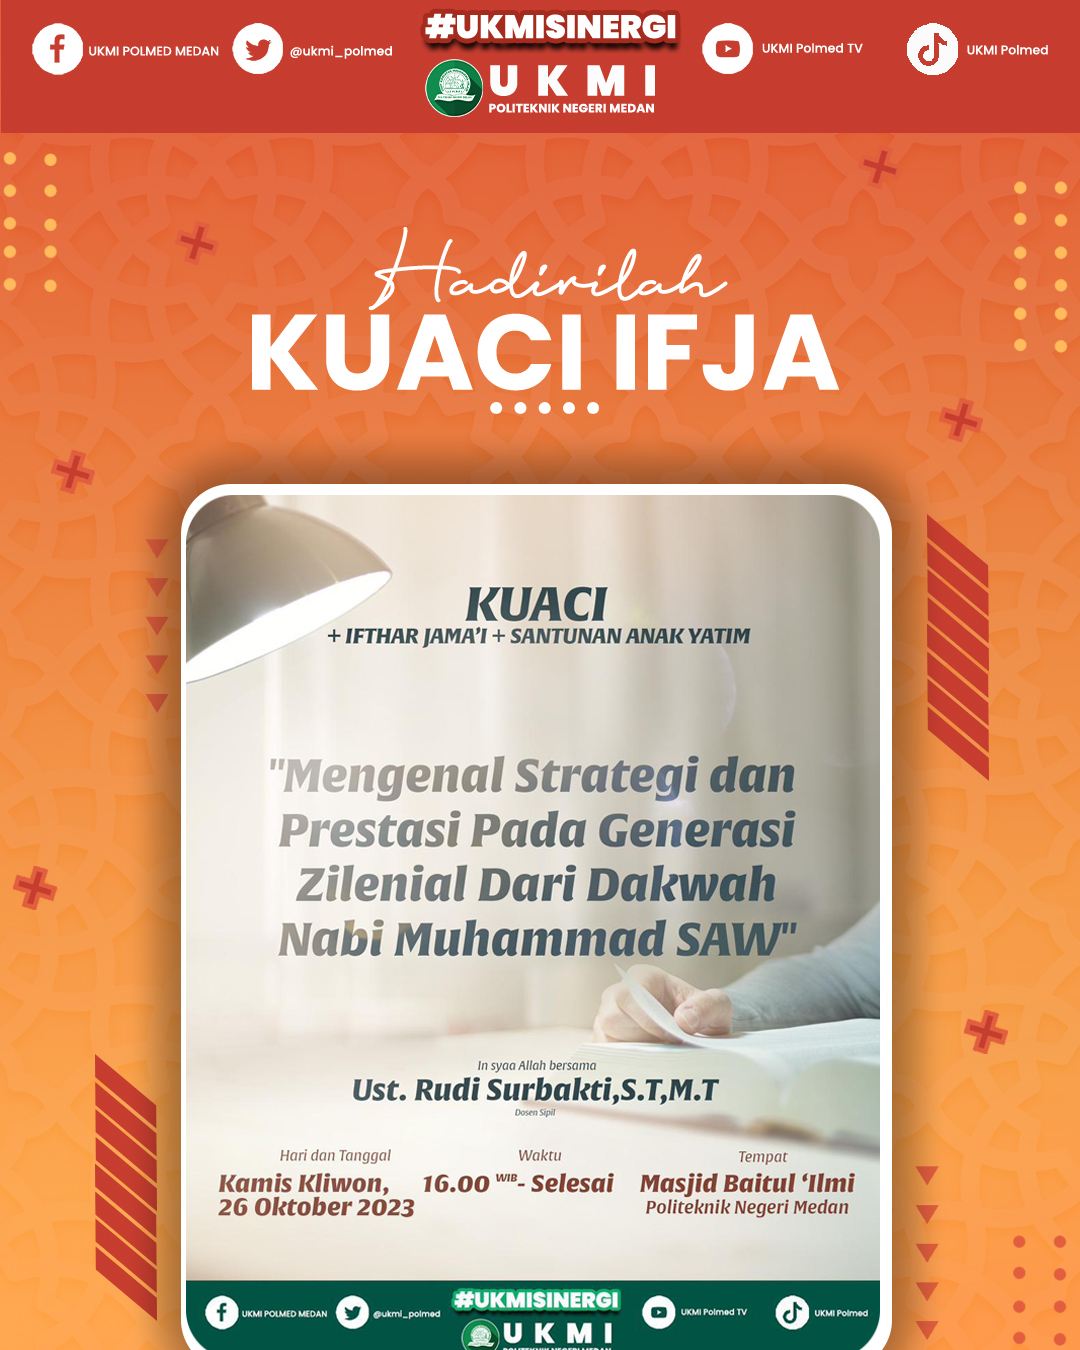 UKMI POLMED MEDAN
@ukmi_polmed
#UKMISINERGI
UKMI
POLITEKNIK NEGERI MEDAN
UKMI Polmed TV
UKMI Polmed
Hadirilah
KUACI IFJA
KUACI
+ IFTHAR JAMA'I + SANTUNAN ANAK YATIM
"Mengenal Strategi dan
Prestasi Pada Generasi
Zilenial Dari Dakwah
Nabi Muhammad SAW"
In syaa Allah bersama
Ust. Rudi Surbakti,S.T,M.T
Dosen Sipil
Hari dan Tanggal
Kamis Kliwon,
26 Oktober 2023
Waktu
16.00 WIB- Selesai
Tempat
Masjid Baitul ‘Ilmi
Politeknik Negeri Medan
UKMI POLMED MEDAN
@ukmi_polmed
#UKMISINERGI
UKMI
UKMI Polmed TV
UKMI Polmed